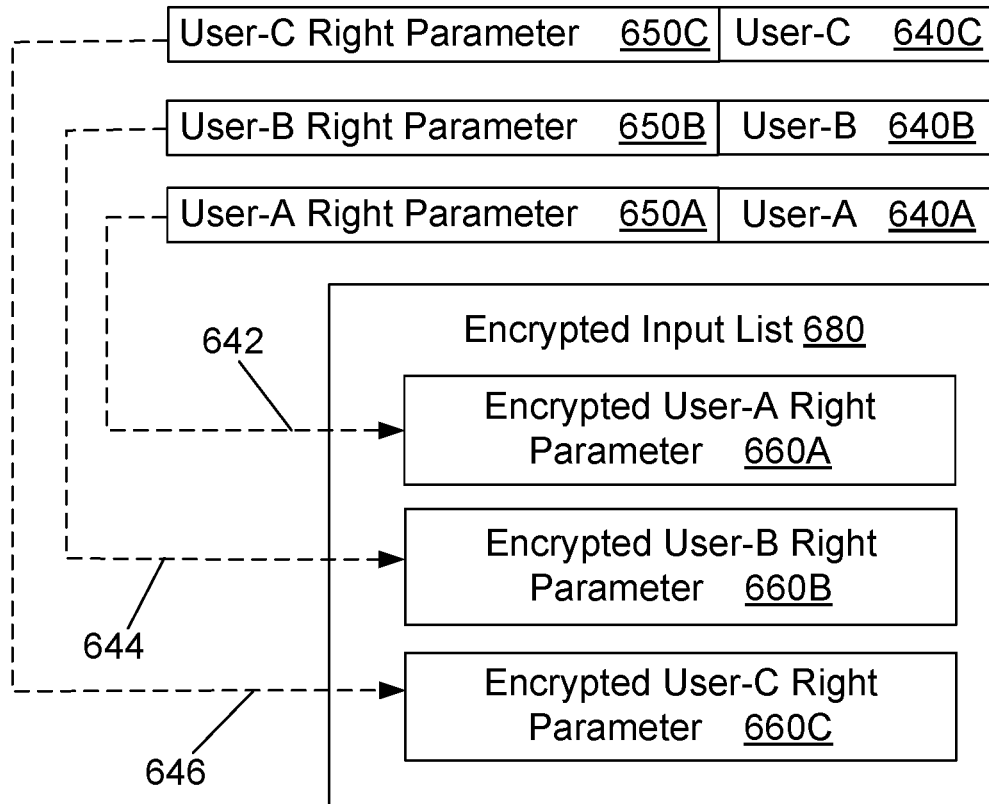 User-C Right Parameter 650C User-C 640C
User-B Right Parameter 650B User-B 640B
User-A Right Parameter 650A User-A 640A
Encrypted Input List 680
642
Encrypted User-A Right
Parameter 660A
Encrypted User-B Right
Parameter 660B
644
Encrypted User-C Right
Parameter 660C
646